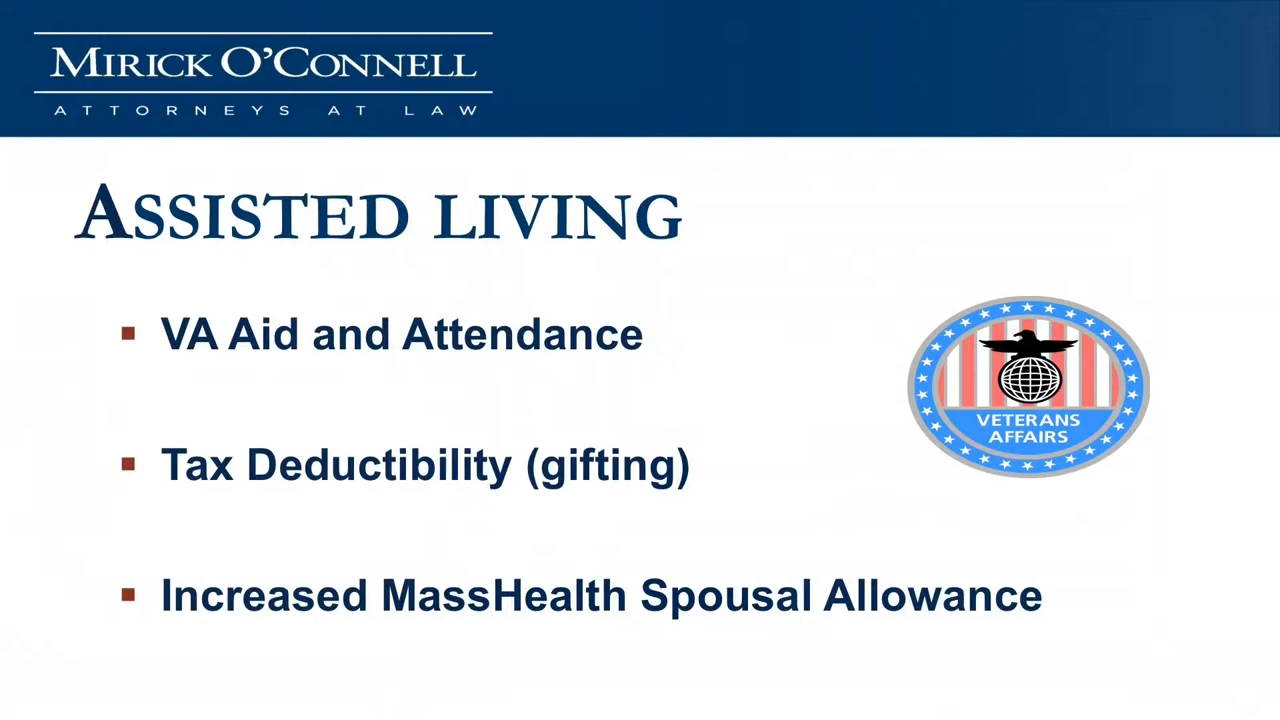 MIRICK O'CONNELL
ATTORNEYS AT LAW
ASSISTED LIVING
▪ VA Aid and Attendance
VETERANS
AFFAIRS
▪ Tax Deductibility (gifting)
▪ Increased MassHealth Spousal Allowance